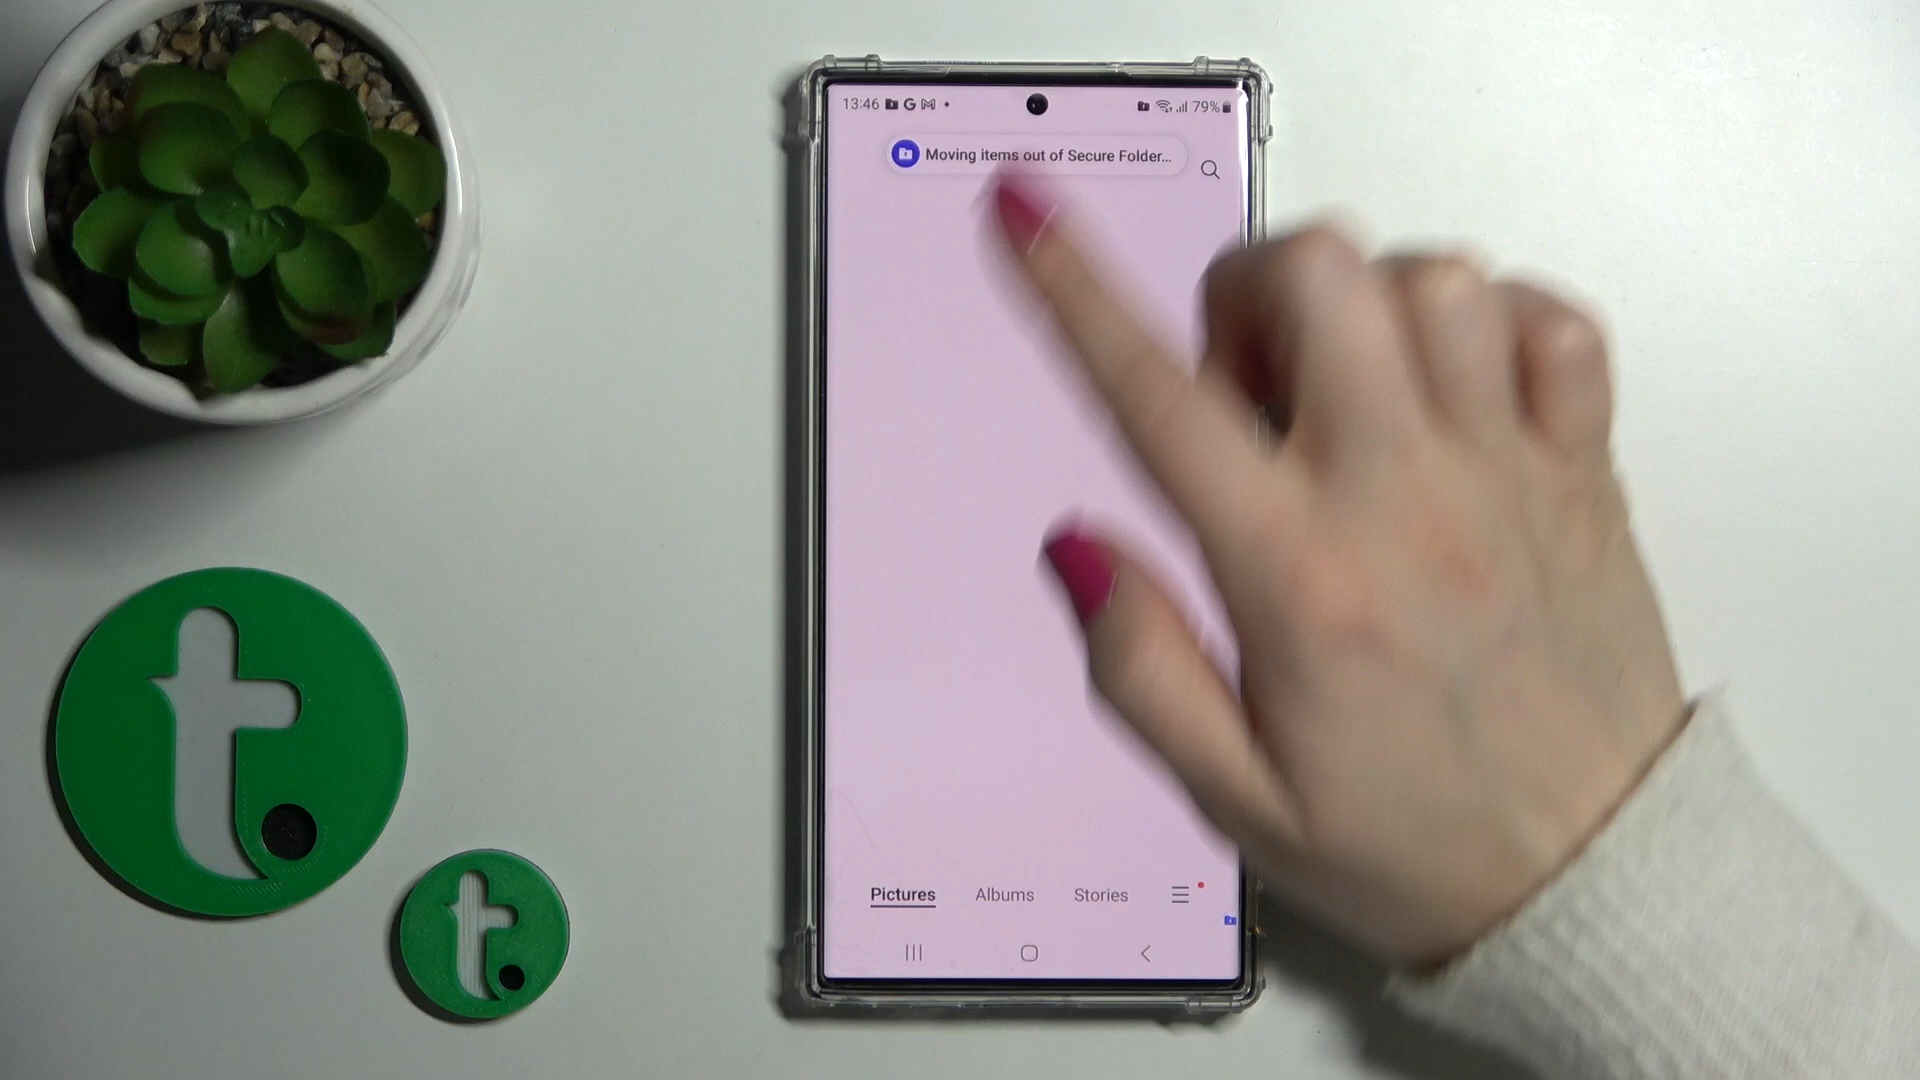 13:46 G M 79%
Moving items out of Secure Folder...
Pictures Albums Stories
t
t